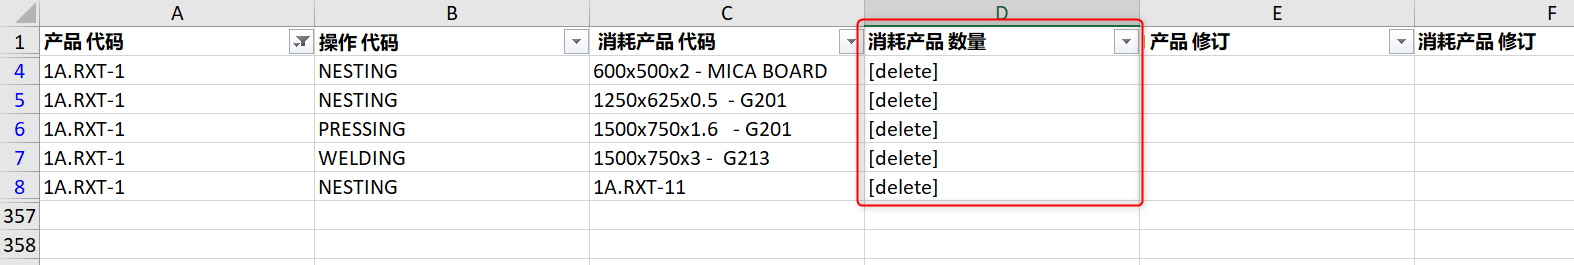 A B C D E F
1 产品 代码 操作 代码 消耗产品 代码 消耗产品 数量 产品 修订 消耗产品 修订
4 1A.RXT-1 NESTING 600x500x2 - MICA BOARD [delete]
5 1A.RXT-1 NESTING 1250x625x0.5  - G201 [delete]
6 1A.RXT-1 PRESSING 1500x750x1.6   - G201 [delete]
7 1A.RXT-1 WELDING 1500x750x3 -  G213 [delete]
8 1A.RXT-1 NESTING 1A.RXT-11 [delete]
357
358